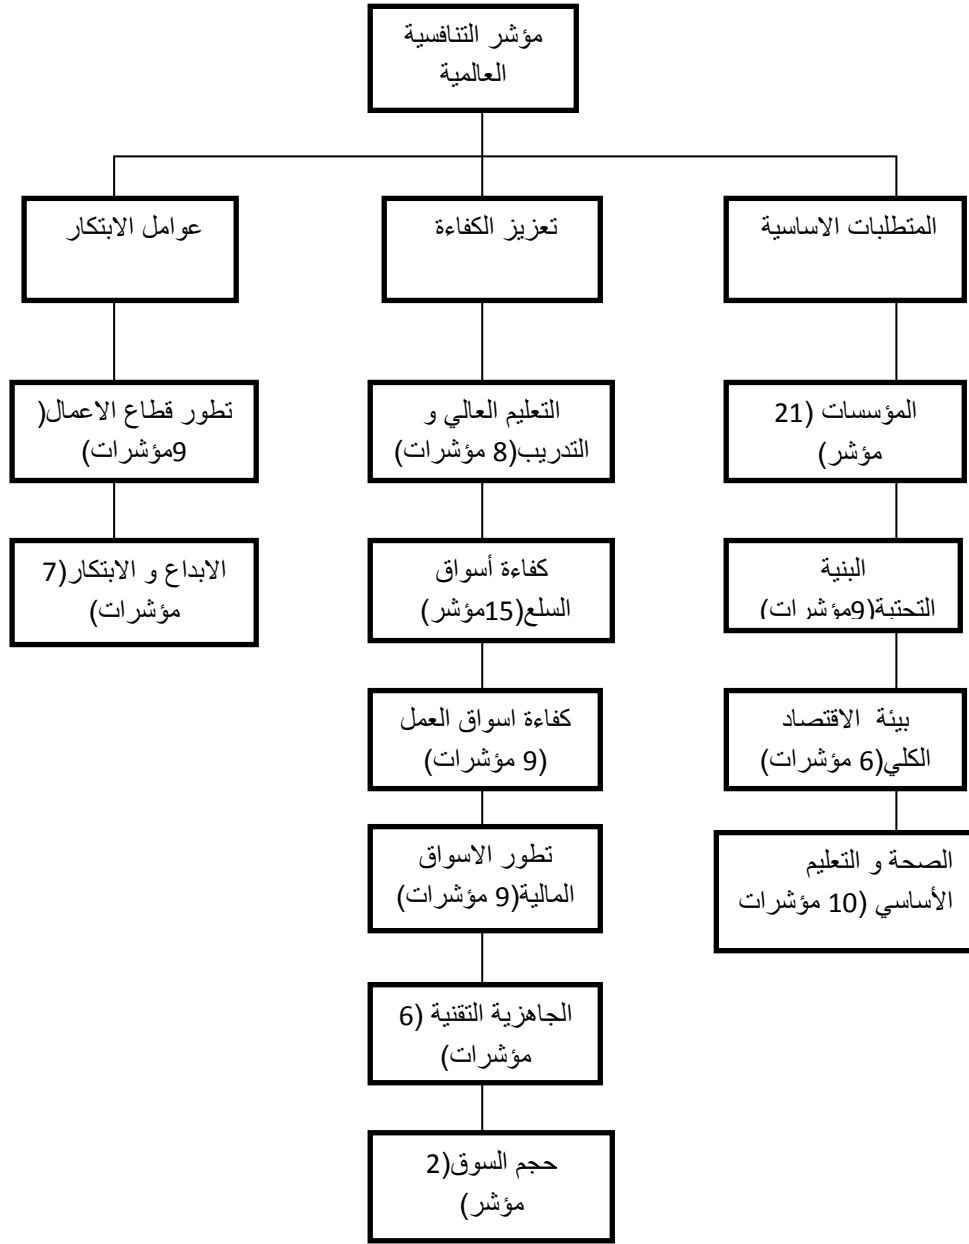 مؤشر التنافسية
العالمية
المتطلبات الاساسية
تعزيز الكفاءة
عوامل الابتكار
المؤسسات (21
مؤشر)
البنية
التحتية(9مؤشرات)
بيئة الاقتصاد
الكلي(6 مؤشرات)
الصحة و التعليم
الأساسي (10 مؤشرات
التعليم العالي و
التدريب(8 مؤشرات)
كفاءة أسواق
السلع(15مؤشر)
كفاءة اسواق العمل
(9 مؤشرات)
تطور الاسواق
المالية(9 مؤشرات)
الجاهزية التقنية (6
مؤشرات)
حجم السوق(2
مؤشر)
تطور قطاع الاعمال(
9مؤشرات)
الابداع و الابتكار(7
مؤشرات)